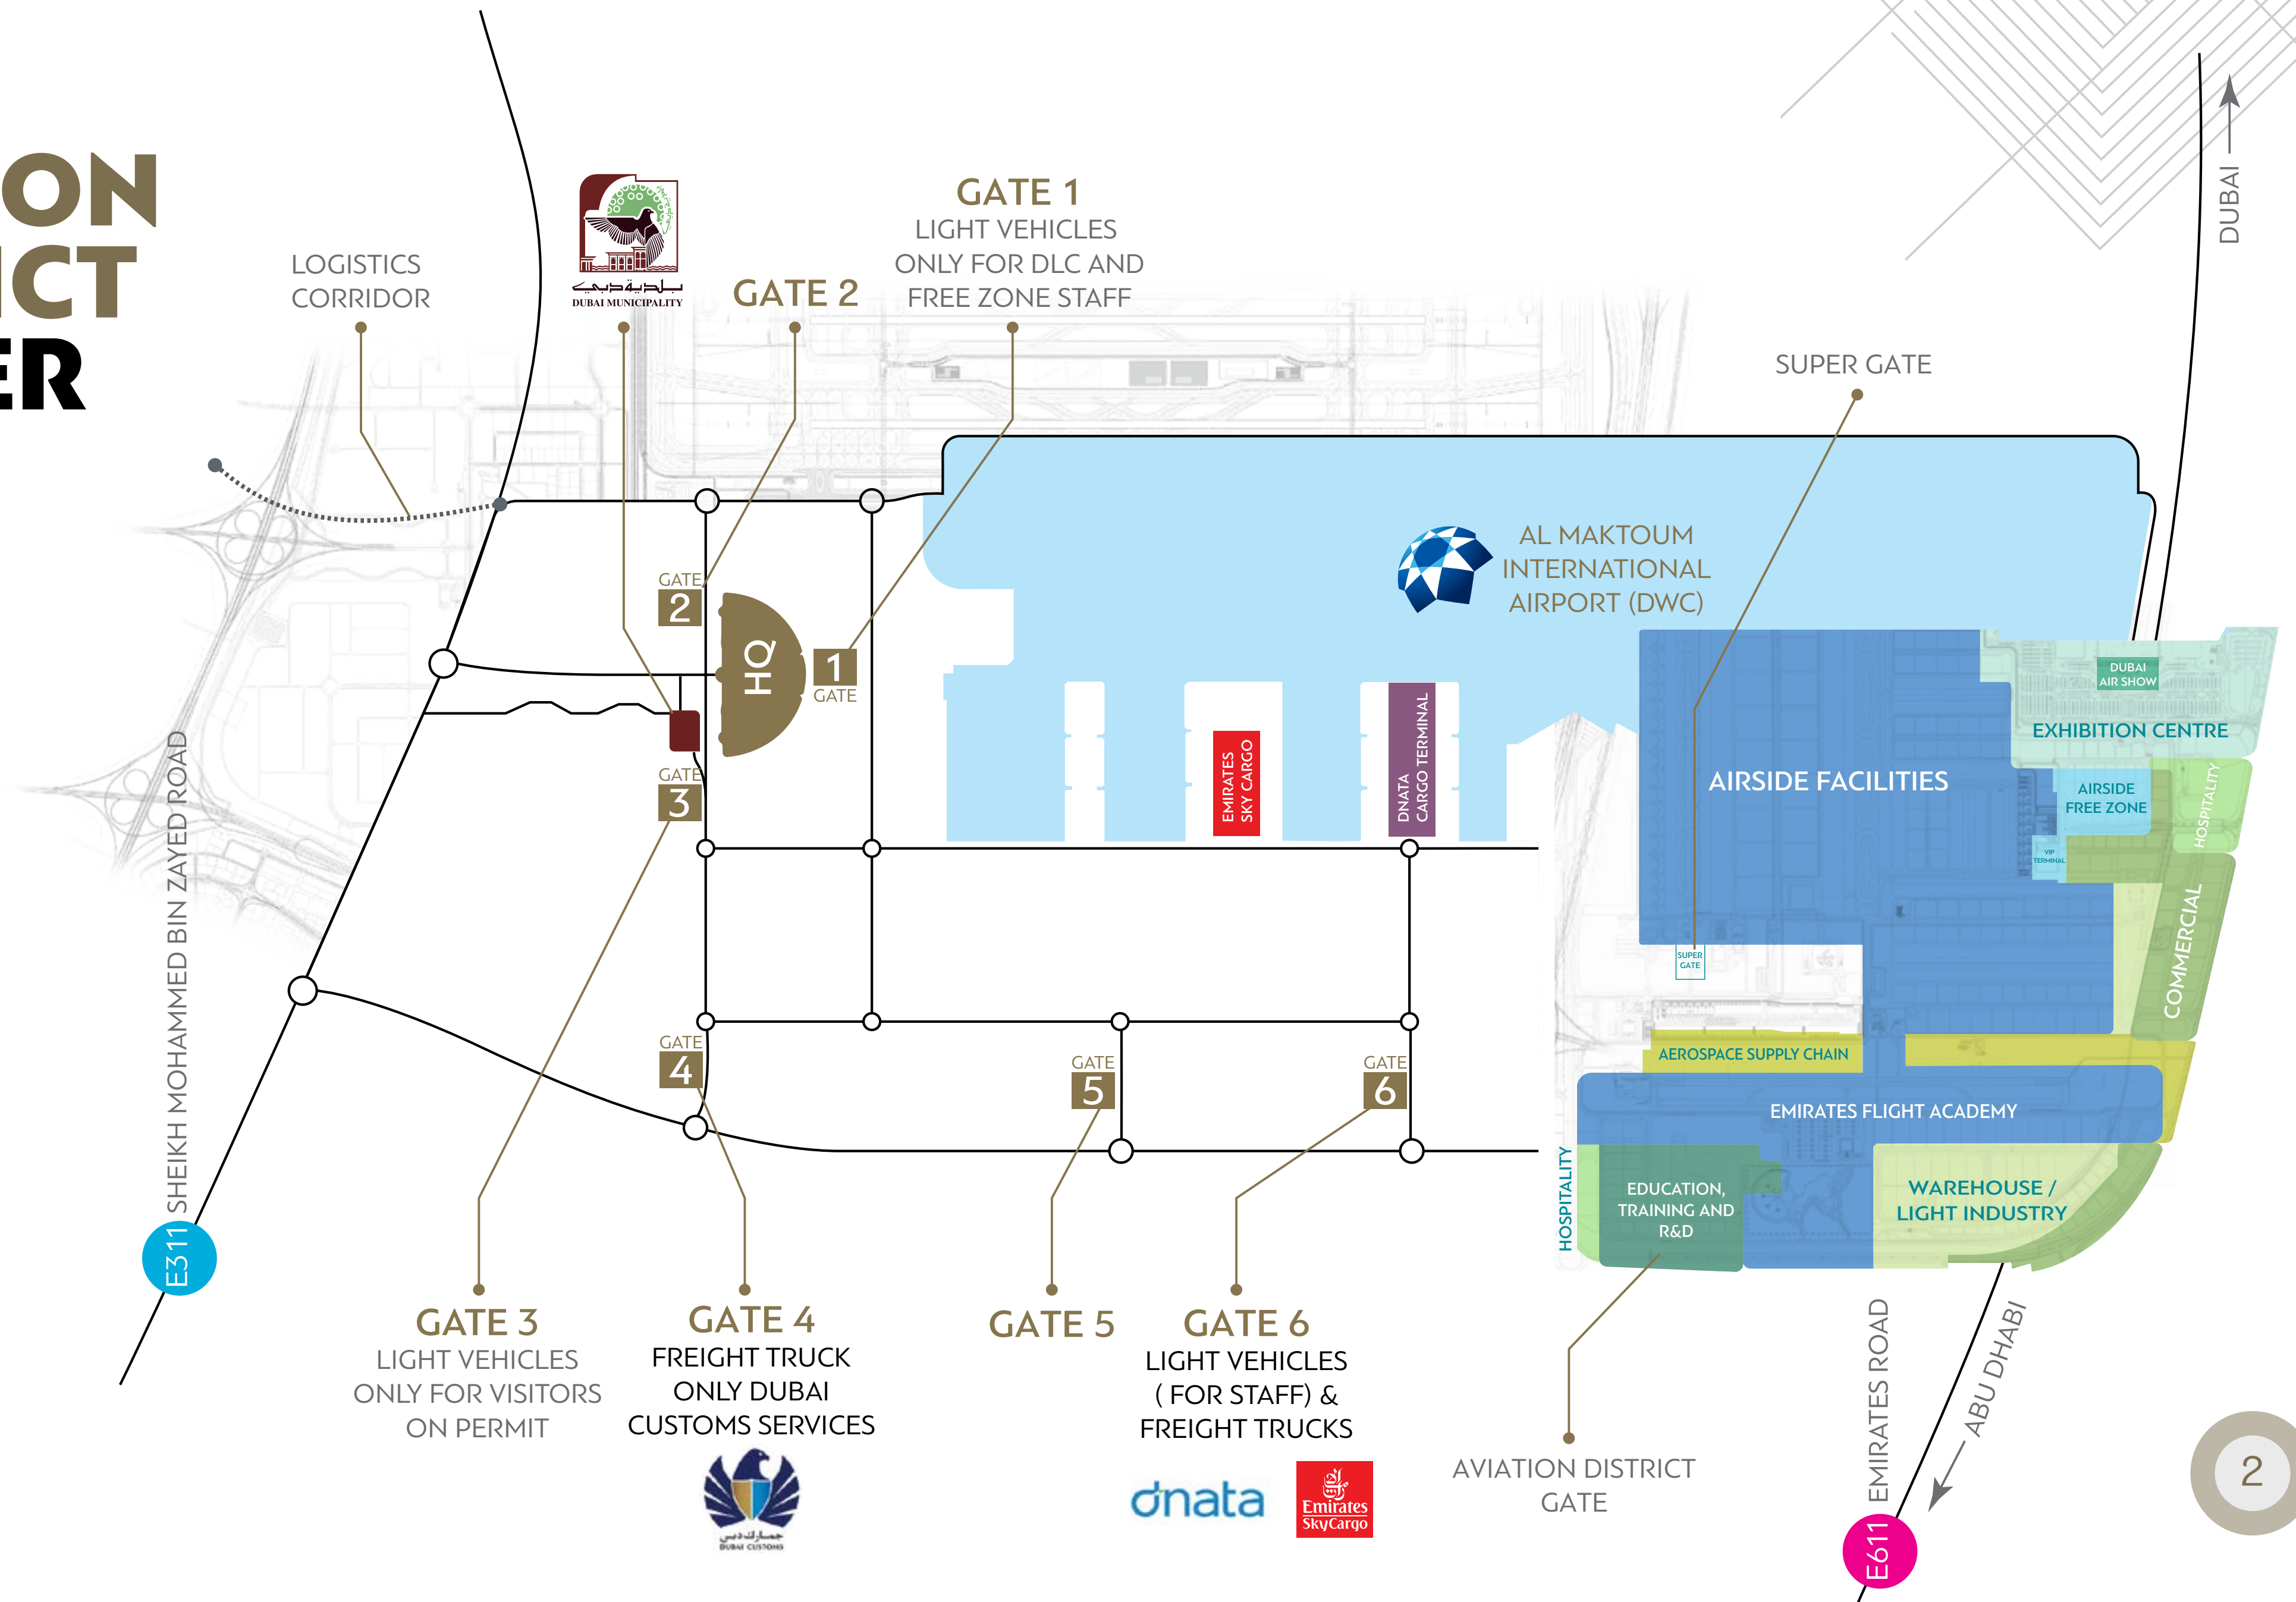 ON
ICT
ER
LOGISTICS
CORRIDOR
بلدية دبي
DUBAI MUNICIPALITY
GATE 2
GATE 1
LIGHT VEHICLES
ONLY FOR DLC AND
FREE ZONE STAFF
SUPER GATE
DUBAI
AL MAKTOUM
INTERNATIONAL
AIRPORT (DWC)
GATE
2
HQ
1
GATE
GATE
3
EMIRATES
SKY CARGO
DNATA
CARGO TERMINAL
AIRSIDE FACILITIES
DUBAI
AIR SHOW
EXHIBITION CENTRE
AIRSIDE
FREE ZONE
HOSPITALITY
VIP
TERMINAL
COMMERCIAL
SUPER
GATE
AEROSPACE SUPPLY CHAIN
EMIRATES FLIGHT ACADEMY
HOSPITALITY
EDUCATION,
TRAINING AND
R&D
WAREHOUSE /
LIGHT INDUSTRY
GATE
4
GATE
5
GATE
6
SHEIKH MOHAMMED BIN ZAYED ROAD
E311
GATE 3
LIGHT VEHICLES
ONLY FOR VISITORS
ON PERMIT
GATE 4
FREIGHT TRUCK
ONLY DUBAI
CUSTOMS SERVICES
جمارك دبي
DUBAI CUSTOMS
GATE 5
GATE 6
LIGHT VEHICLES
( FOR STAFF) &
FREIGHT TRUCKS
dnata
Emirates
SkyCargo
AVIATION DISTRICT
GATE
EMIRATES ROAD
E611
ABU DHABI
2